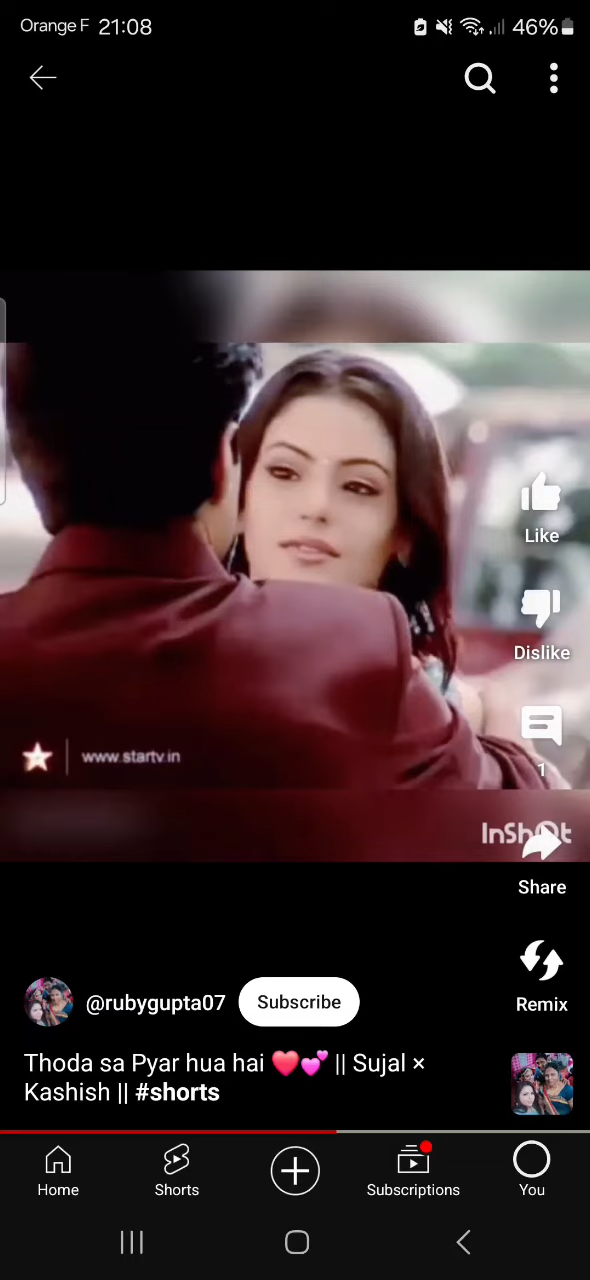 Orange F 21:08 46%
www.startv.in
Like
Dislike
1
InShOt
Share
Remix
@rubygupta07 Subscribe
Thoda sa Pyar hua hai ❤️💕 || Sujal ×
Kashish || #shorts
Home Shorts Subscriptions You